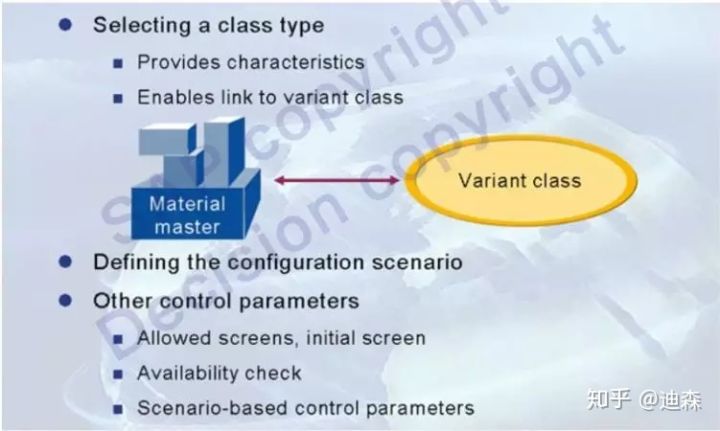 Selecting a class type
Provides characteristics
Enables link to variant class
Material
master
Variant class
Defining the configuration scenario
Other control parameters
Allowed screens, initial screen
Availability check
Scenario-based control parameters
SAP copyright
Decision copyright
知乎 @迪森